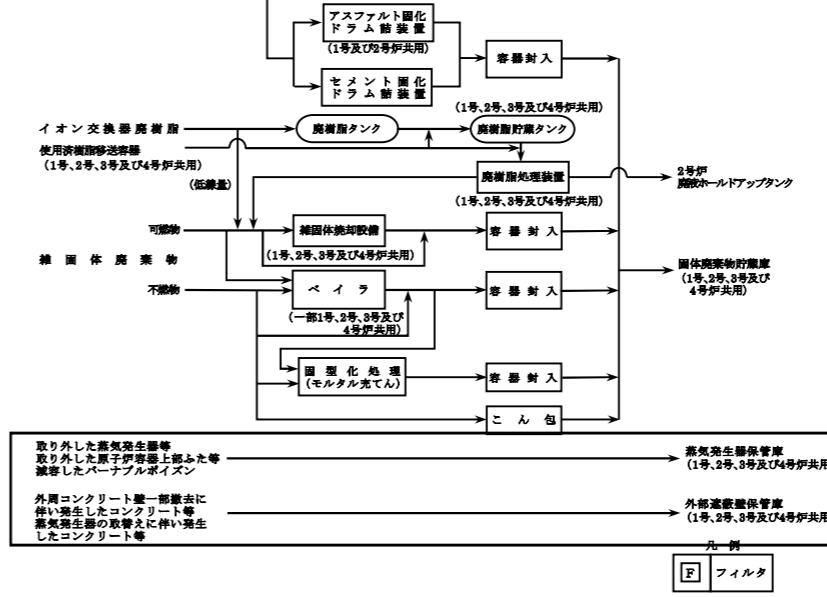 アスファルト固化
ドラム詰装置
(1号及び2号炉共用)
容器封入
セメント固化
ドラム詰装置
(1号、2号、3号及び4号炉共用)
イオン交換器廃樹脂
廃樹脂タンク
廃樹脂貯蔵タンク
使用済樹脂移送容器
(1号、2号、3号及び4号炉共用)
(低線量)
廃樹脂処理装置
(1号、2号、3号及び4号炉共用)
2号炉
廃液ホールドアップタンク
可燃物
雑固体焼却設備
(1号、2号、3号及び4号炉共用)
容器封入
雑固体廃棄物
固体廃棄物貯蔵庫
(1号、2号、3号及び
4号炉共用)
不燃物
ベイラ
(一部1号、2号、3号及び
4号炉共用)
容器封入
固型化処理
(モルタル充てん)
容器封入
こん包
取り外した蒸気発生器等
取り外した原子炉容器上部ふた等
減容したバーナブルポイズン
蒸気発生器保管庫
(1号、2号、3号及び4号炉共用
外周コンクリート壁一部撤去に
伴い発生したコンクリート等
蒸気発生器の取替えに伴い発生
したコンクリート等
外部遮蔽壁保管庫
(1号、2号、3号及び4号炉共用
凡例
F フィルタ